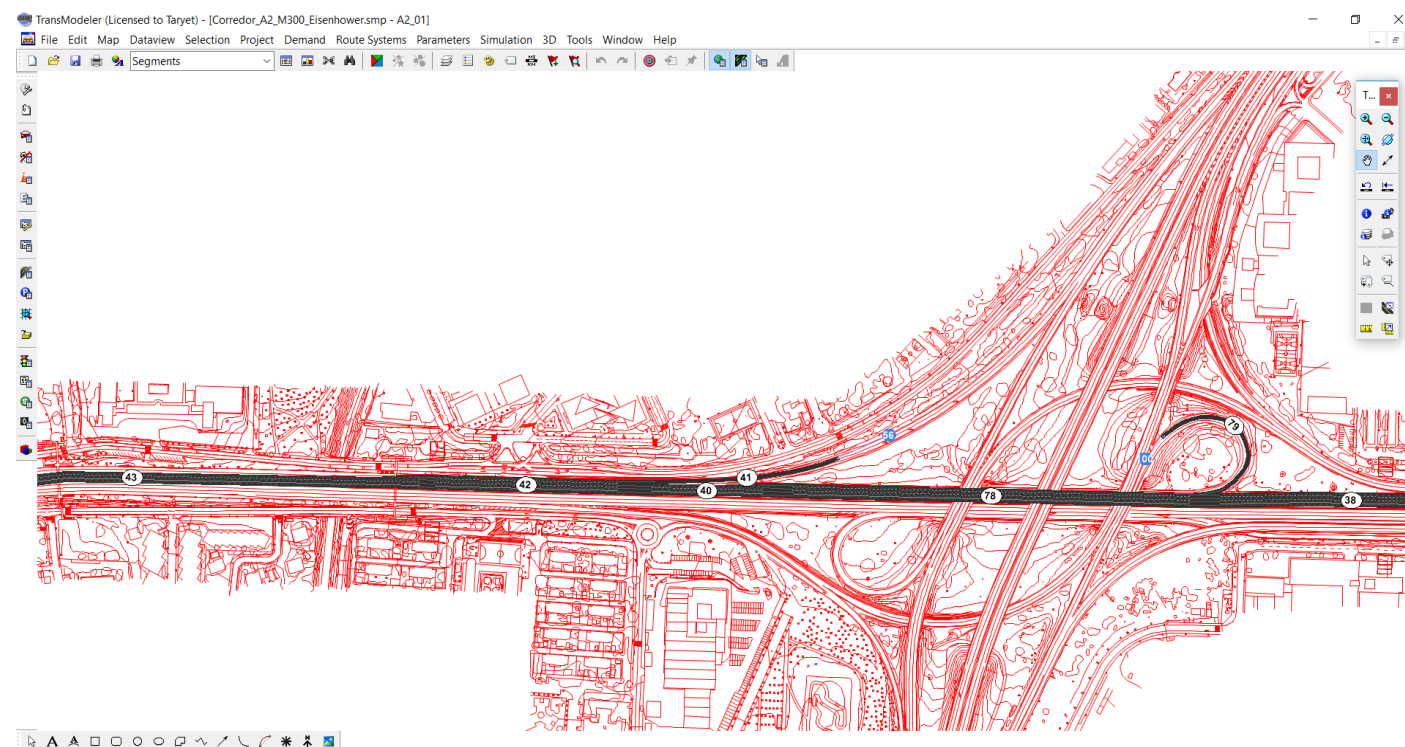 TransModeler (Licensed to Taryet) - [Corredor_A2_M300_Eisenhower.smp - A2_01]
File Edit Map Dataview Selection Project Demand Route Systems Parameters Simulation 3D Tools Window Help
Segments
T...
79
56
00
43
42
41
40
78
38